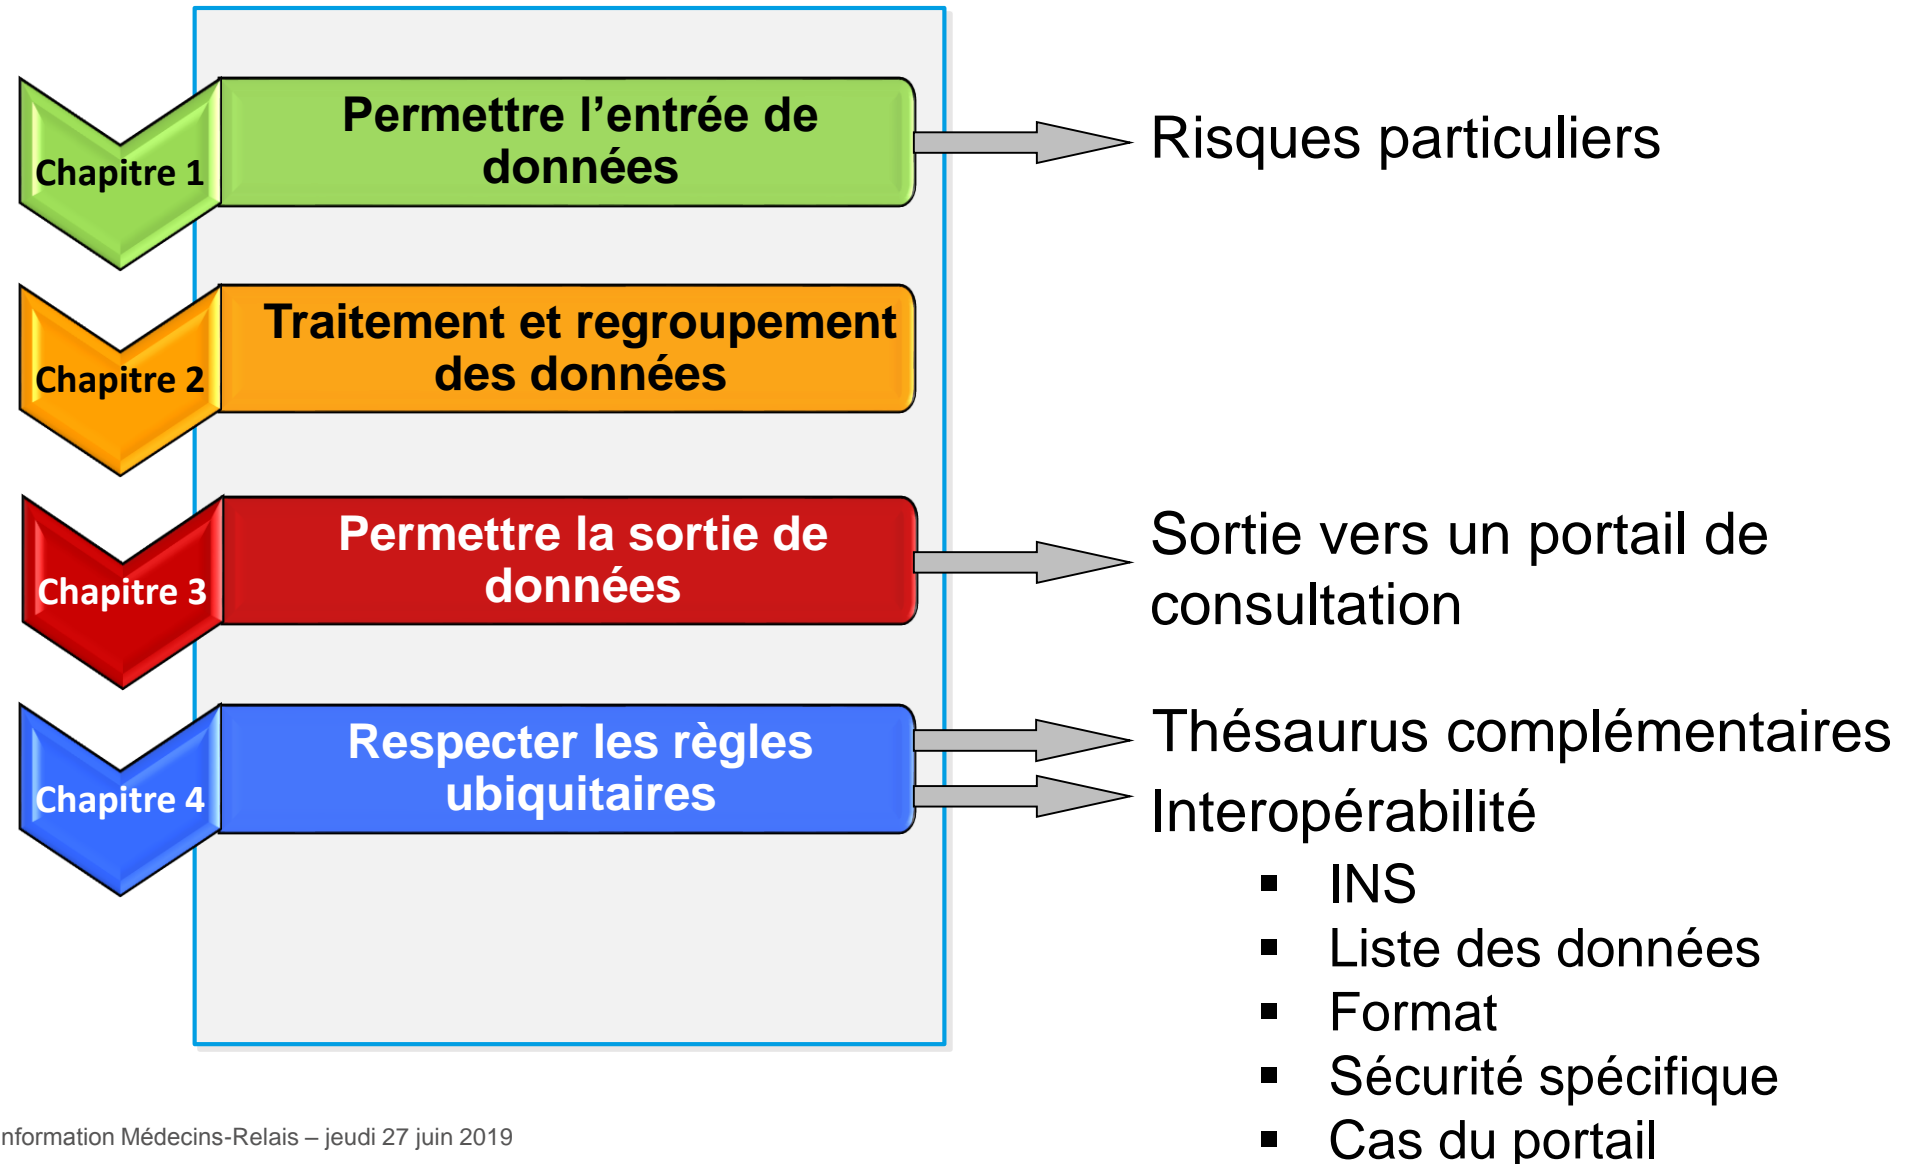 Chapitre 1
Permettre l’entrée de
données
Risques particuliers
Chapitre 2
Traitement et regroupement
des données
Chapitre 3
Permettre la sortie de
données
Sortie vers un portail de
consultation
Chapitre 4
Respecter les règles
ubiquitaires
Thésaurus complémentaires
Interopérabilité
▪ INS
▪ Liste des données
▪ Format
▪ Sécurité spécifique
▪ Cas du portail
nformation Médecins-Relais – jeudi 27 juin 2019